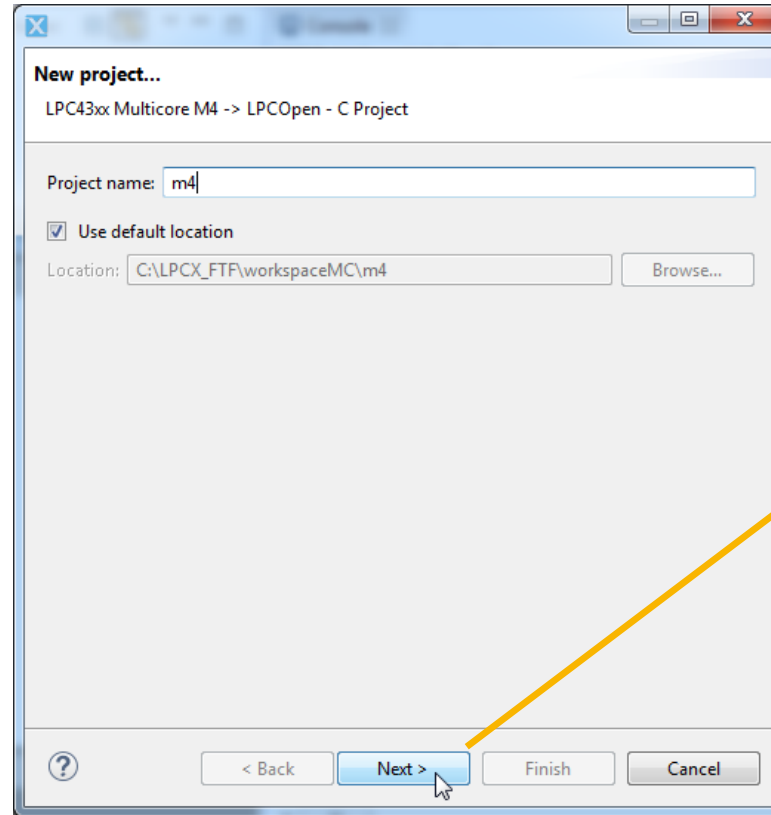 Console
New project...
LPC43xx Multicore M4 -> LPCOpen - C Project
Project name: m4
Use default location
Location: C:\LPCX_FTF\workspaceMC\m4 Browse...
? < Back Next > Finish Cancel